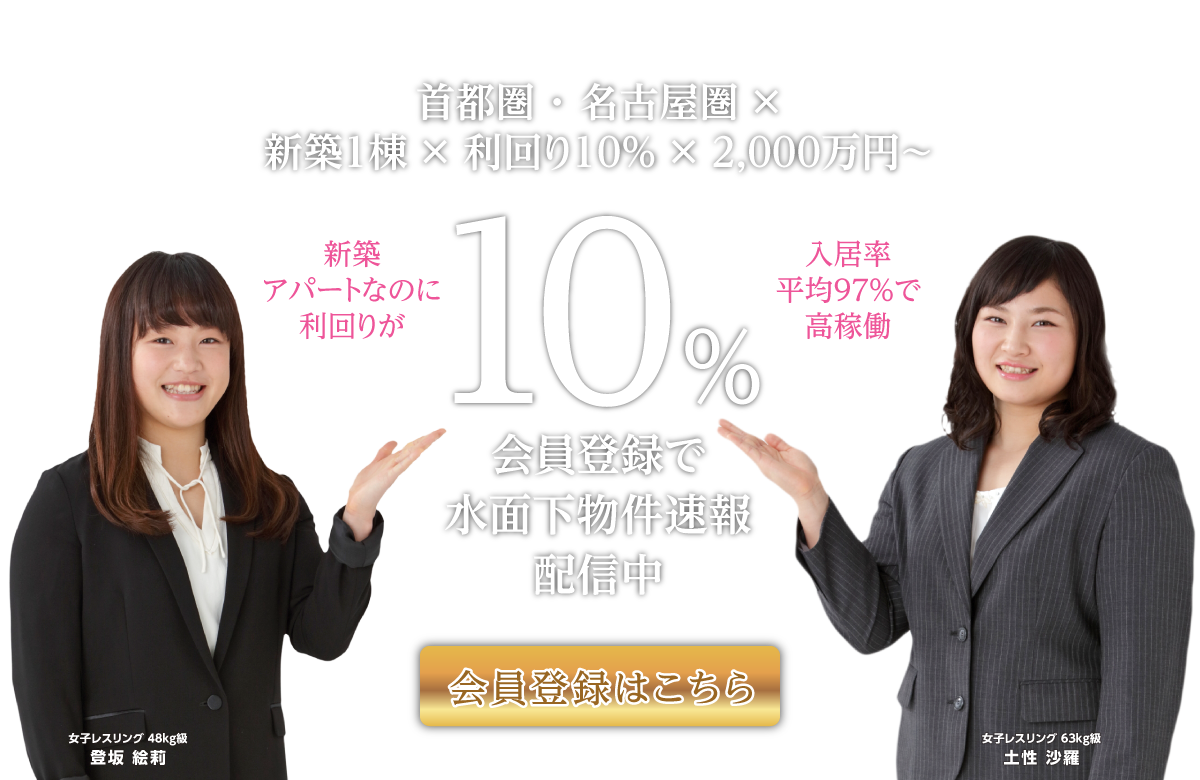 首都圏・名古屋圏 ×
新築1棟 × 利回り10% × 2,000万円~
新築
アパートなのに
利回りが
10%
入居率
平均97%で
高稼働
会員登録で
水面下物件速報
配信中
会員登録はこちら
女子レスリング 48kg級
登坂 絵莉
女子レスリング 63kg級
土性 沙羅